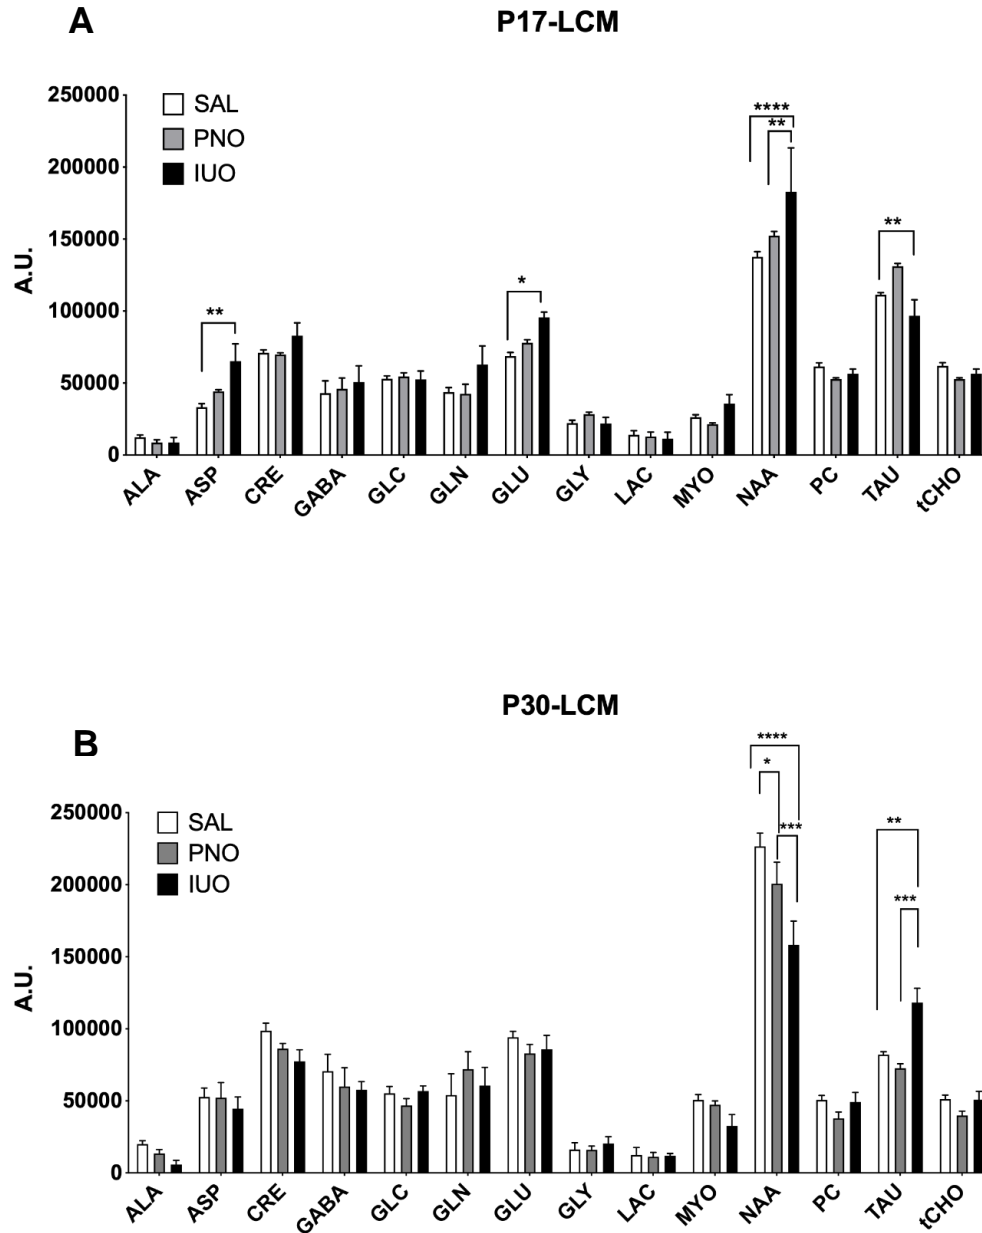 A
P17-LCM
250000
200000
150000
100000
50000
0
A.U.
SAL
PNO
IUO
**
*
****
**
**
ALA
ASP
CRE
GABA
GLC
GLN
GLU
GLY
LAC
MYO
NAA
PC
TAU
tCHO
P30-LCM
B
250000
200000
150000
100000
50000
0
A.U.
SAL
PNO
IUO
****
*
***
**
***
ALA
ASP
CRE
GABA
GLC
GLN
GLU
GLY
LAC
MYO
NAA
PC
TAU
tCHO